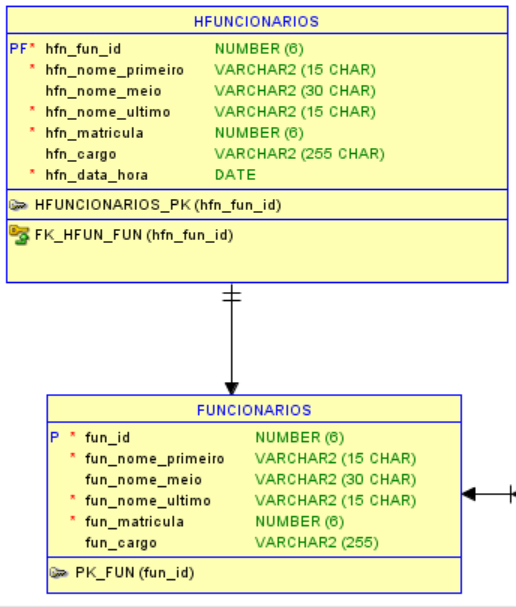 HFUNCIONARIOS
PF* hfn_fun_id NUMBER (6)
* hfn_nome_primeiro VARCHAR2 (15 CHAR)
hfn_nome_meio VARCHAR2 (30 CHAR)
* hfn_nome_ultimo VARCHAR2 (15 CHAR)
* hfn_matricula NUMBER (6)
hfn_cargo VARCHAR2 (255 CHAR)
* hfn_data_hora DATE
HFUNCIONARIOS_PK (hfn_fun_id)
FK_HFUN_FUN (hfn_fun_id)
FUNCIONARIOS
P * fun_id NUMBER (6)
* fun_nome_primeiro VARCHAR2 (15 CHAR)
fun_nome_meio VARCHAR2 (30 CHAR)
* fun_nome_ultimo VARCHAR2 (15 CHAR)
* fun_matricula NUMBER (6)
fun_cargo VARCHAR2 (255)
PK_FUN (fun_id)